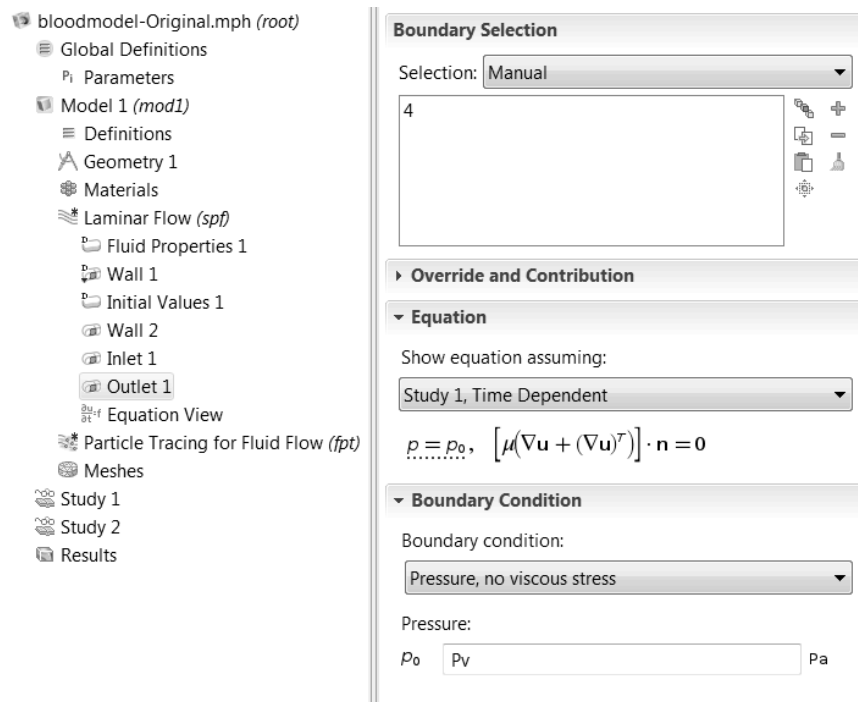 bloodmodel-Original.mph (root)
Global Definitions
Pi Parameters
Model 1 (mod1)
Definitions
Geometry 1
Materials
Laminar Flow (spf)
Fluid Properties 1
Wall 1
Initial Values 1
Wall 2
Inlet 1
Outlet 1
Equation View
Particle Tracing for Fluid Flow (fpt)
Meshes
Study 1
Study 2
Results
Boundary Selection
Selection: Manual
4
Override and Contribution
Equation
Show equation assuming:
Study 1, Time Dependent
p = p₀, [μ(∇u + (∇u)ᵀ)] · n = 0
Boundary Condition
Boundary condition:
Pressure, no viscous stress
Pressure:
p₀ Pv Pa